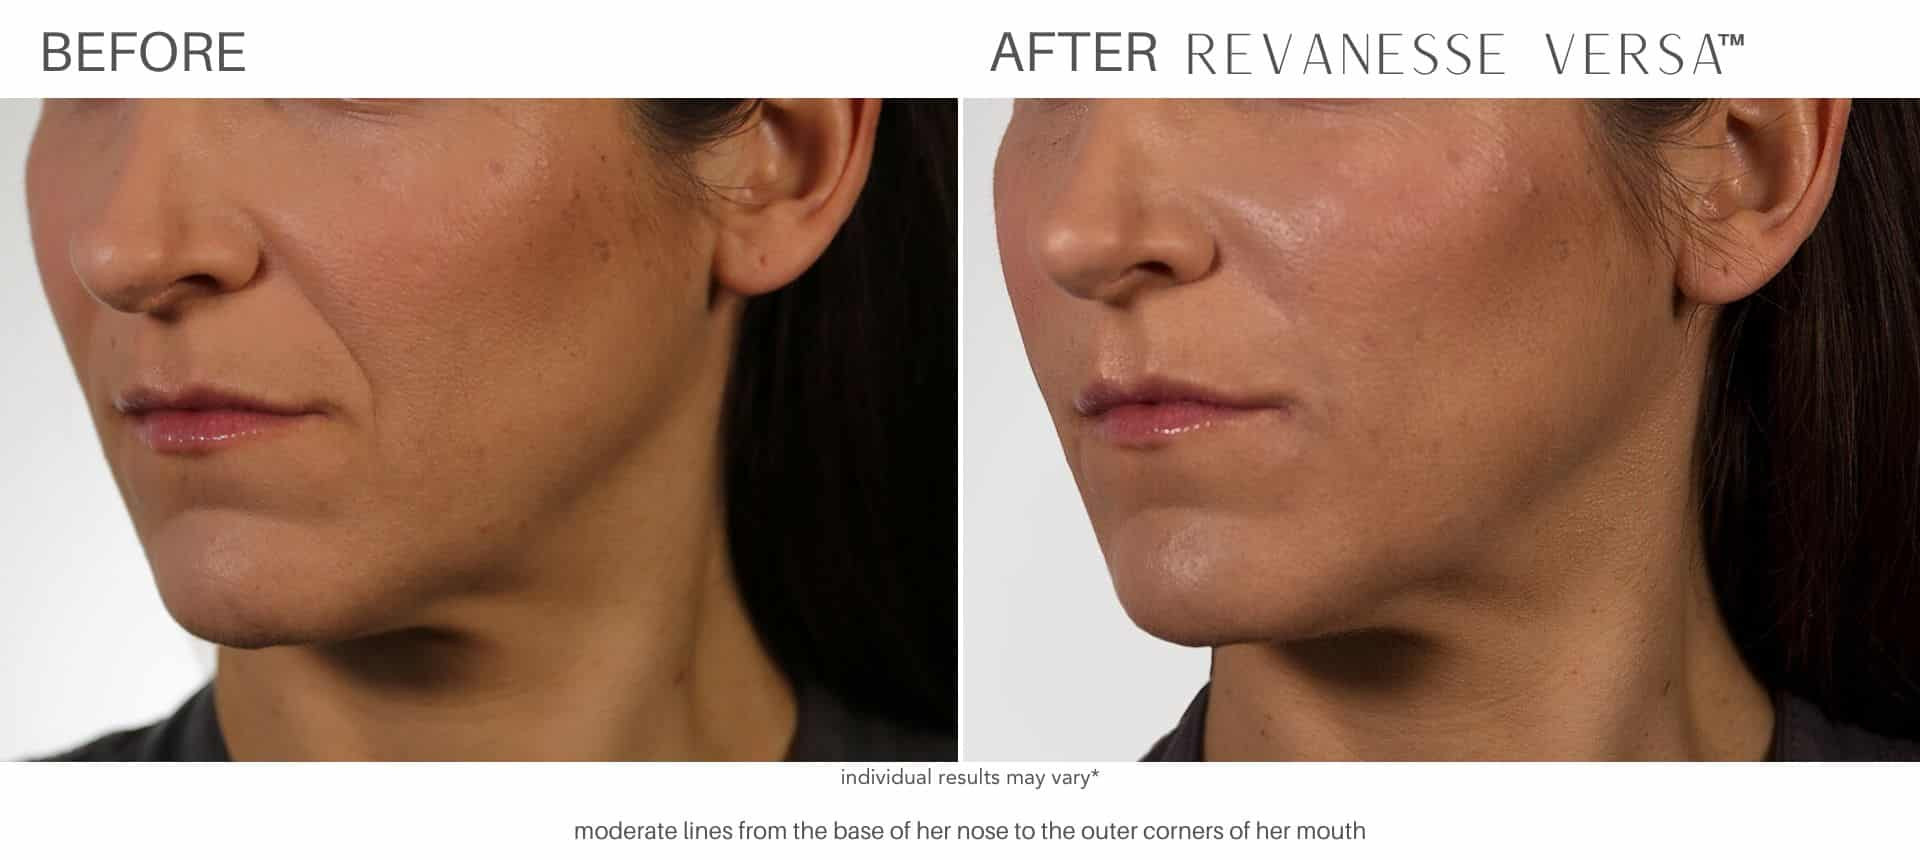 BEFORE
AFTER REVANESSE VERSA™
individual results may vary*
moderate lines from the base of her nose to the outer corners of her mouth